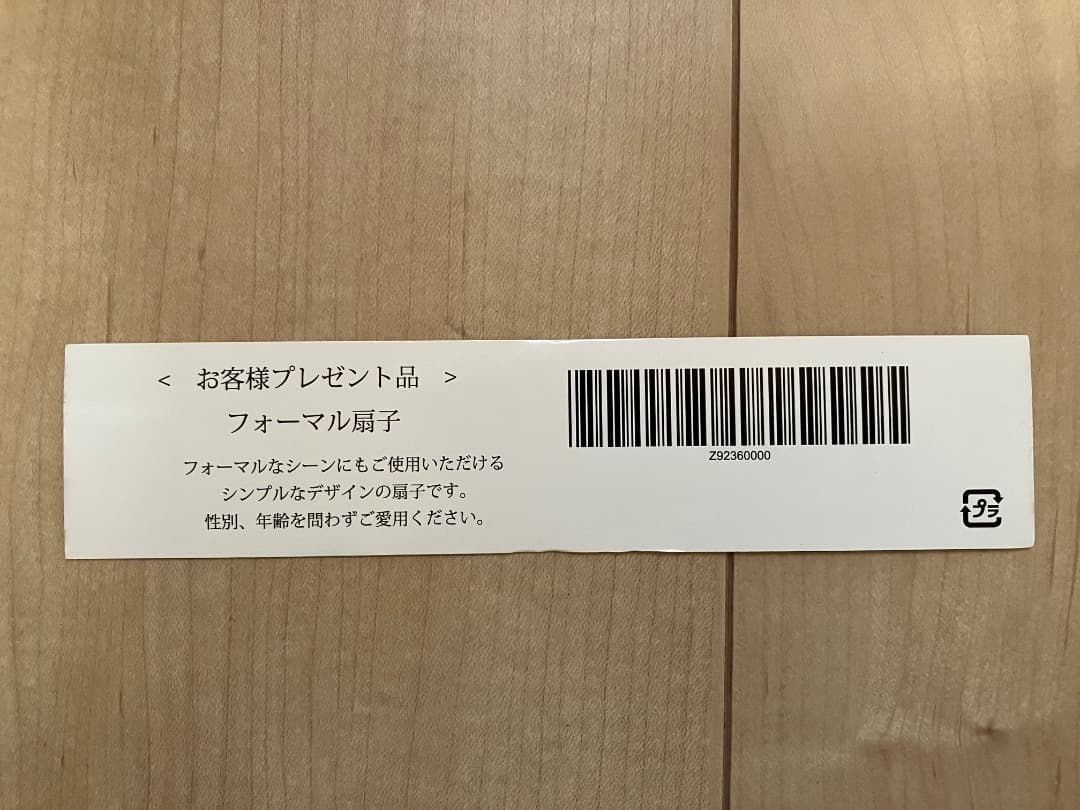 < お客様プレゼント品 >
フォーマル扇子
フォーマルなシーンにもご使用いただける
シンプルなデザインの扇子です。
性別、年齢を問わずご愛用ください。
Z92360000
プラ